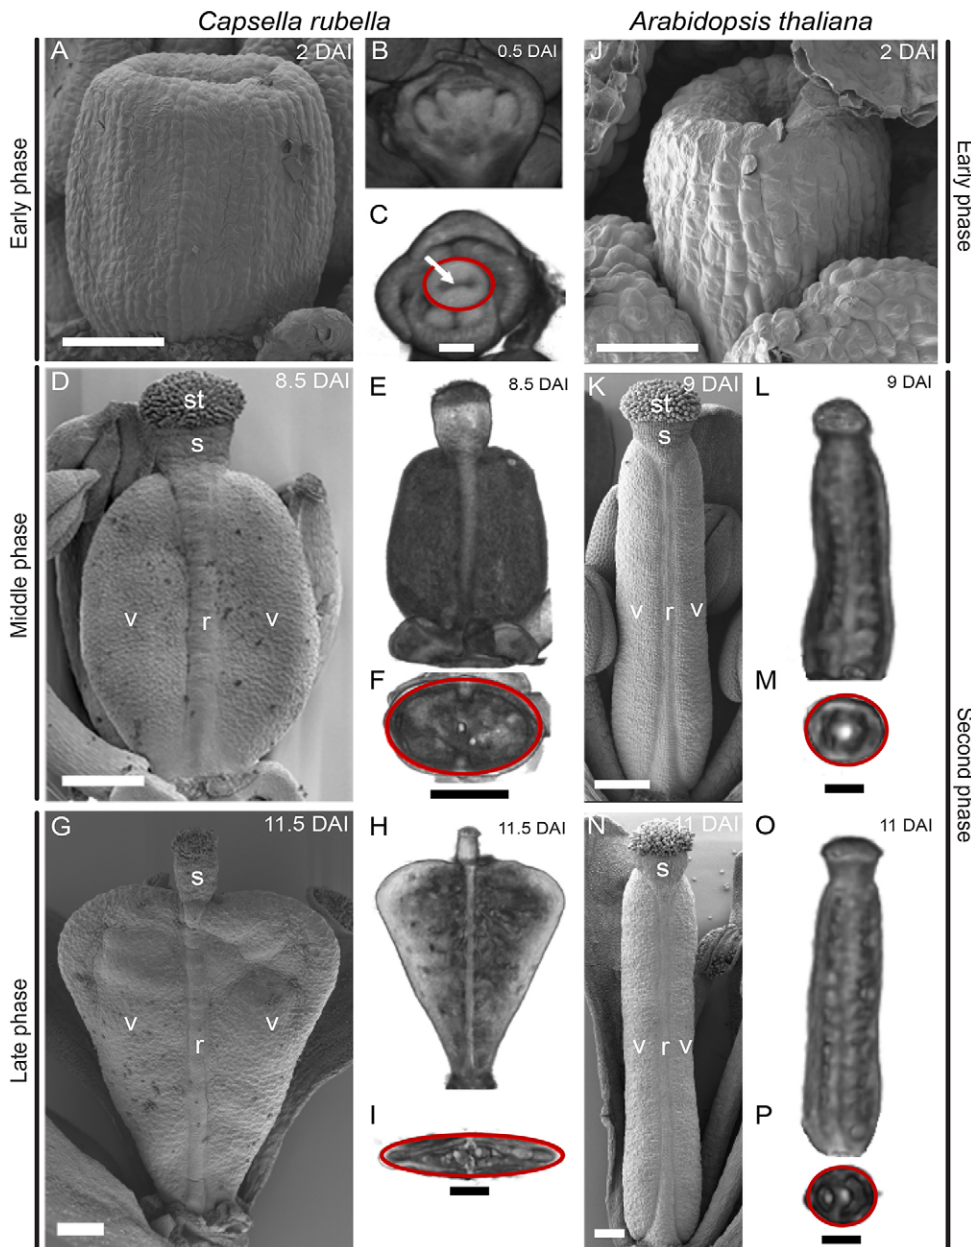 Capsella rubella
Arabidopsis thaliana
A
2 DAI
B
0.5 DAI
J
2 DAI
Early phase
Early phase
C
D
8.5 DAI
st
s
v
r
v
E
8.5 DAI
K
9 DAI
st
s
v
r
v
L
9 DAI
Middle phase
F
M
Second phase
G
11.5 DAI
s
v
r
v
H
11.5 DAI
N
11 DAI
s
v
r
v
O
11 DAI
Late phase
I
P